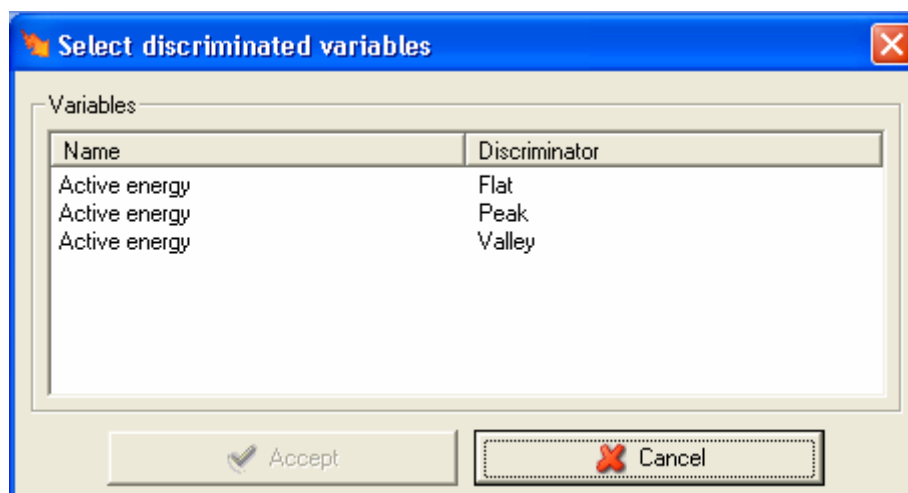 Select discriminated variables
Variables
Name Discriminator
Active energy Flat
Active energy Peak
Active energy Valley
Accept Cancel